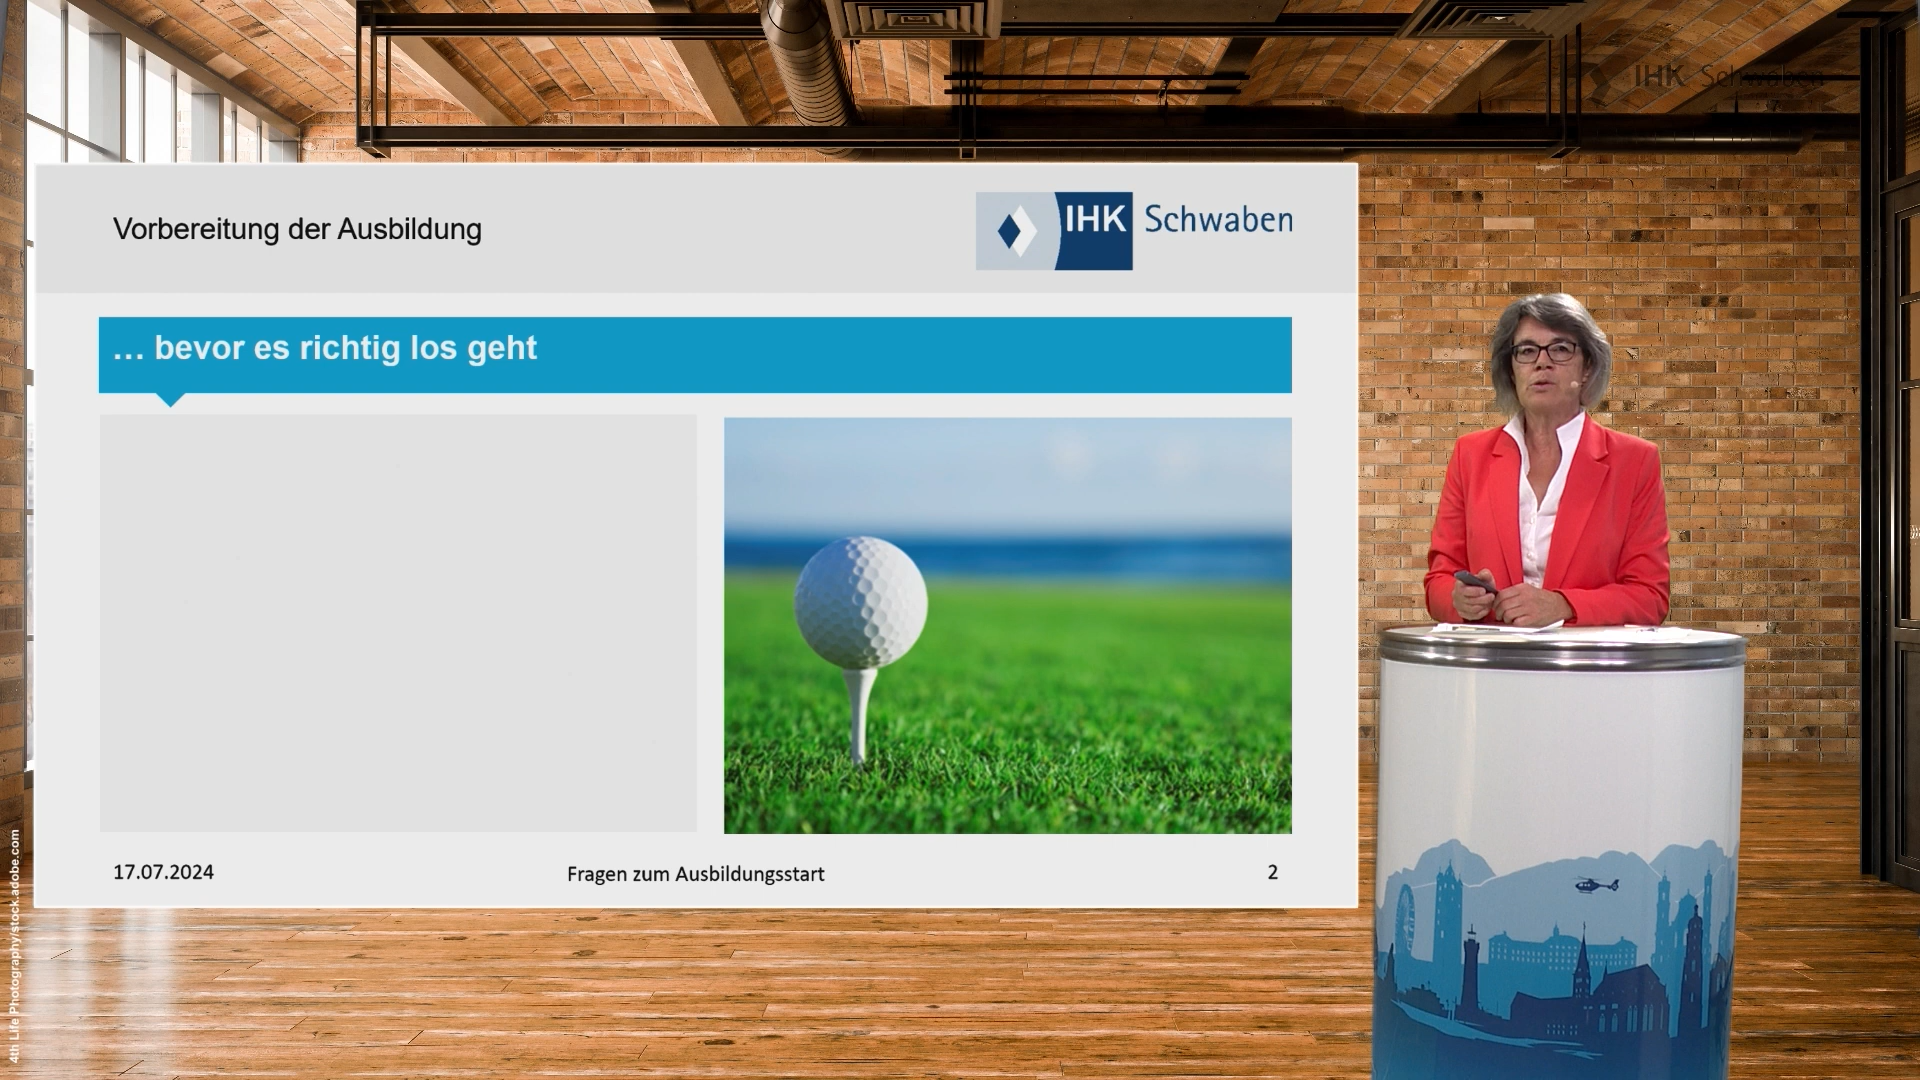 IHK Schwaben
Vorbereitung der Ausbildung
IHK Schwaben
… bevor es richtig los geht
17.07.2024
Fragen zum Ausbildungsstart
2
4th Life Photography/stock.adobe.com